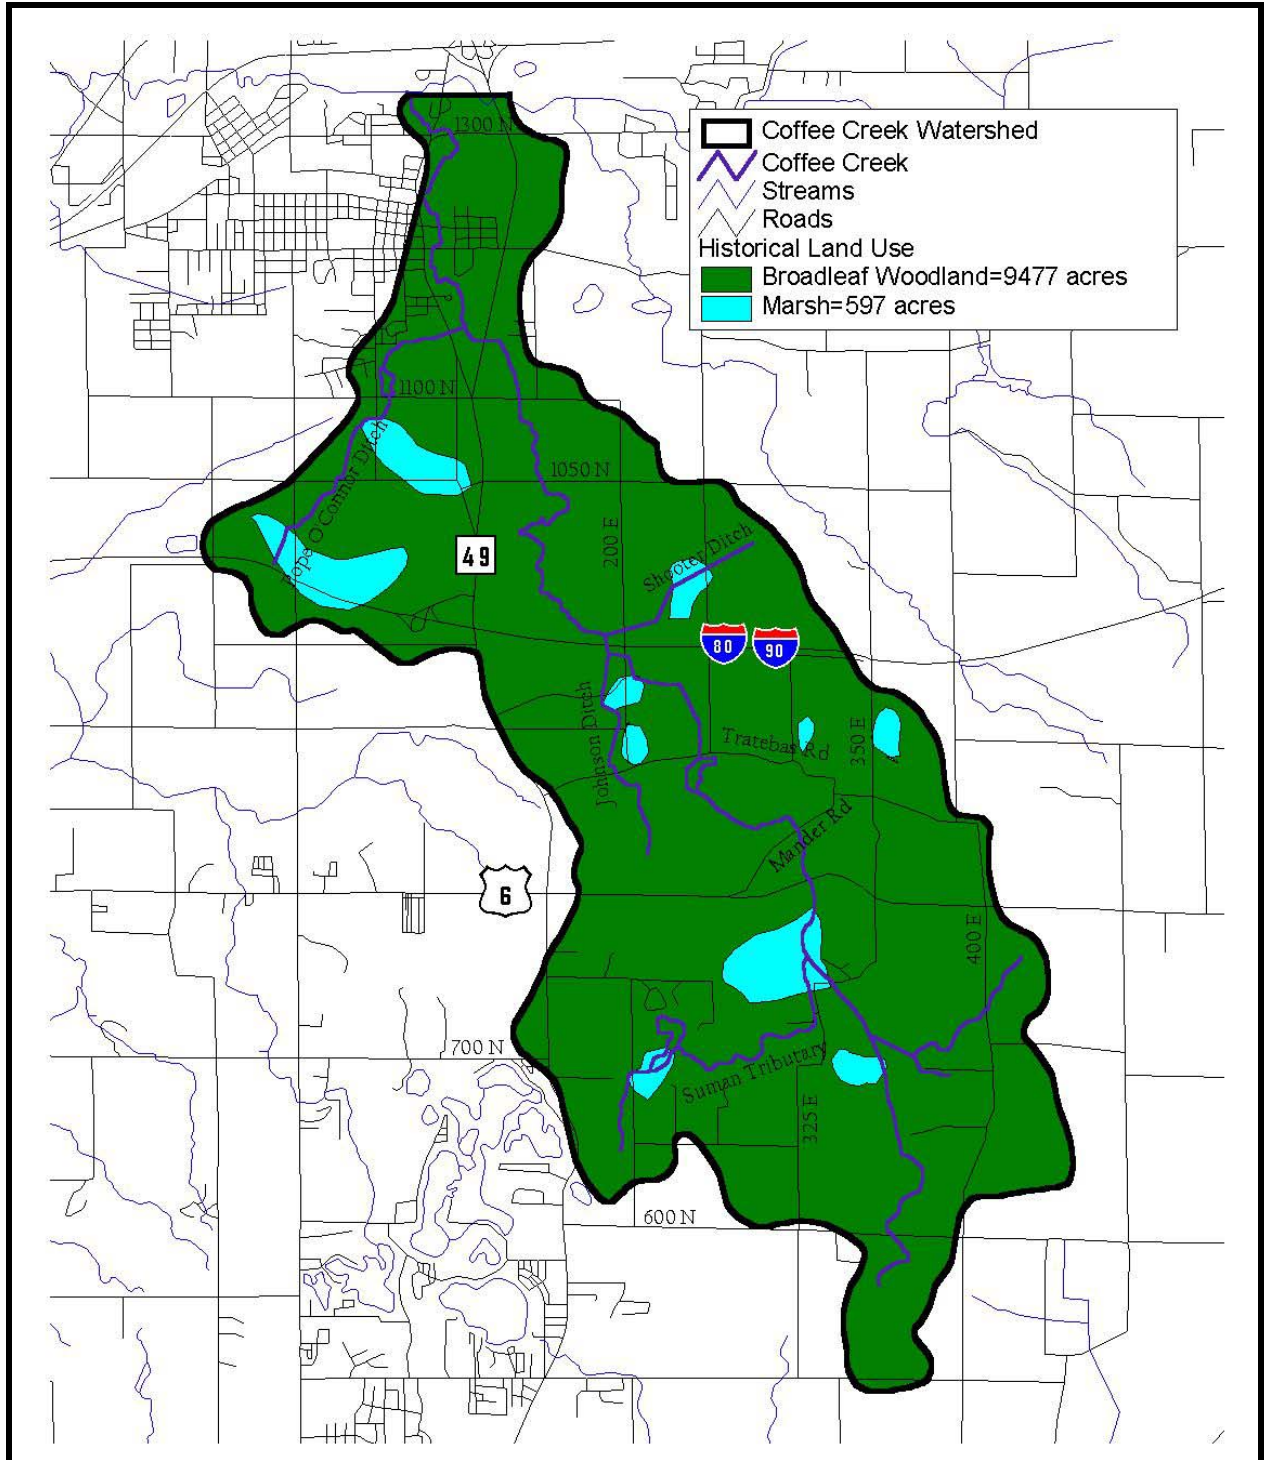 Coffee Creek Watershed
Coffee Creek
Streams
Roads
Historical Land Use
Broadleaf Woodland=9477 acres
Marsh=597 acres
1300 N
1100 N
Pope O'Connor Ditch
1050 N
49
200 E
Shooter Ditch
80
90
Johnson Ditch
Tratebas Rd
350 E
Mander Rd
6
400 E
700 N
Suman Tributary
325 E
600 N